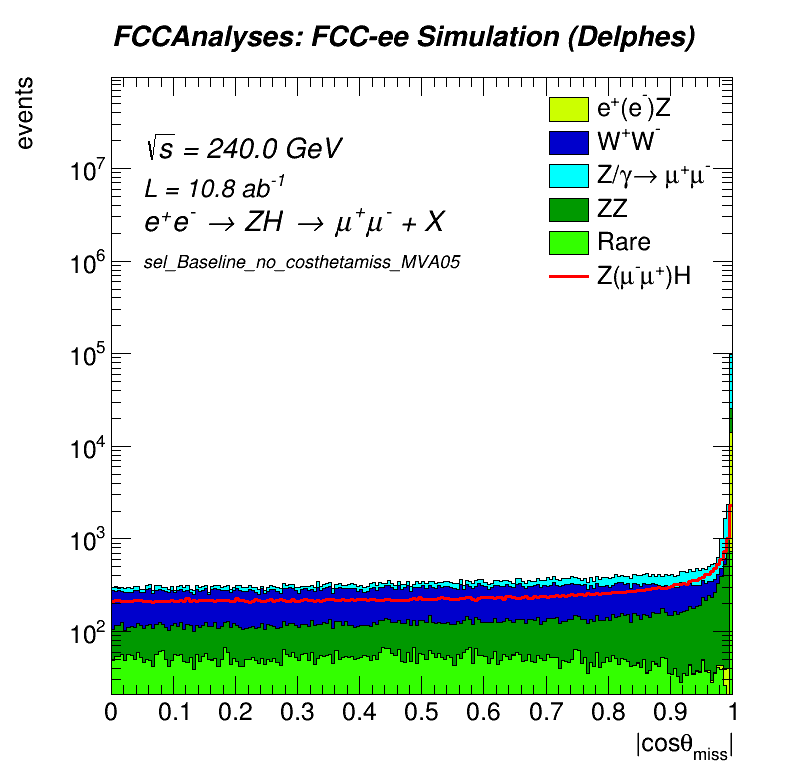 FCCAnalyses: FCC-ee Simulation (Delphes)
events
√s = 240.0 GeV
L = 10.8 ab⁻¹
e⁺e⁻ → ZH → μ⁺μ⁻ + X
sel_Baseline_no_costhetamiss_MVA05
e⁺(e⁻)Z
W⁺W⁻
Z/γ→ μ⁺μ⁻
ZZ
Rare
Z(μ⁻μ⁺)H
10⁷
10⁶
10⁵
10⁴
10³
10²
0 0.1 0.2 0.3 0.4 0.5 0.6 0.7 0.8 0.9 1
|cosθmiss|